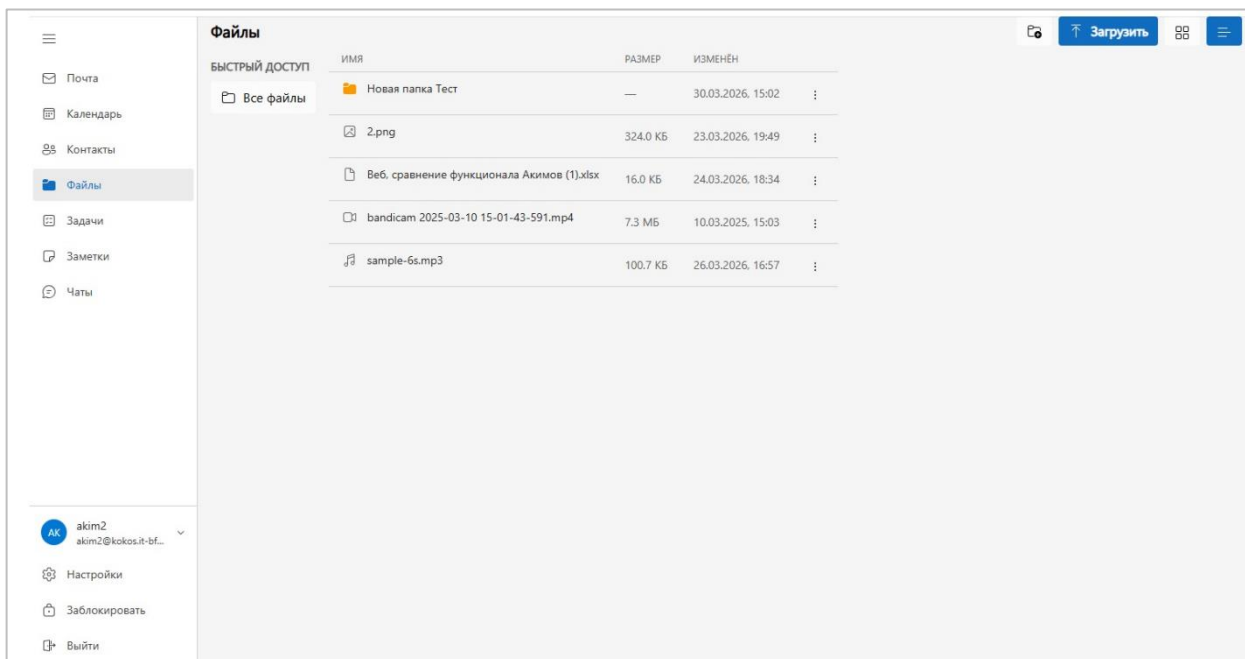 Файлы
Загрузить
Почта
Календарь
Контакты
Файлы
Задачи
Заметки
Чаты
БЫСТРЫЙ ДОСТУП
Все файлы
ИМЯ РАЗМЕР ИЗМЕНЁН
Новая папка Тест — 30.03.2026, 15:02
2.png 324.0 КБ 23.03.2026, 19:49
Веб, сравнение функционала Акимов (1).xlsx 16.0 КБ 24.03.2026, 18:34
bandicam 2025-03-10 15-01-43-591.mp4 7.3 МБ 10.03.2025, 15:03
sample-6s.mp3 100.7 КБ 26.03.2026, 16:57
AK
akim2
akim2@kokos.it-bf...
Настройки
Заблокировать
Выйти